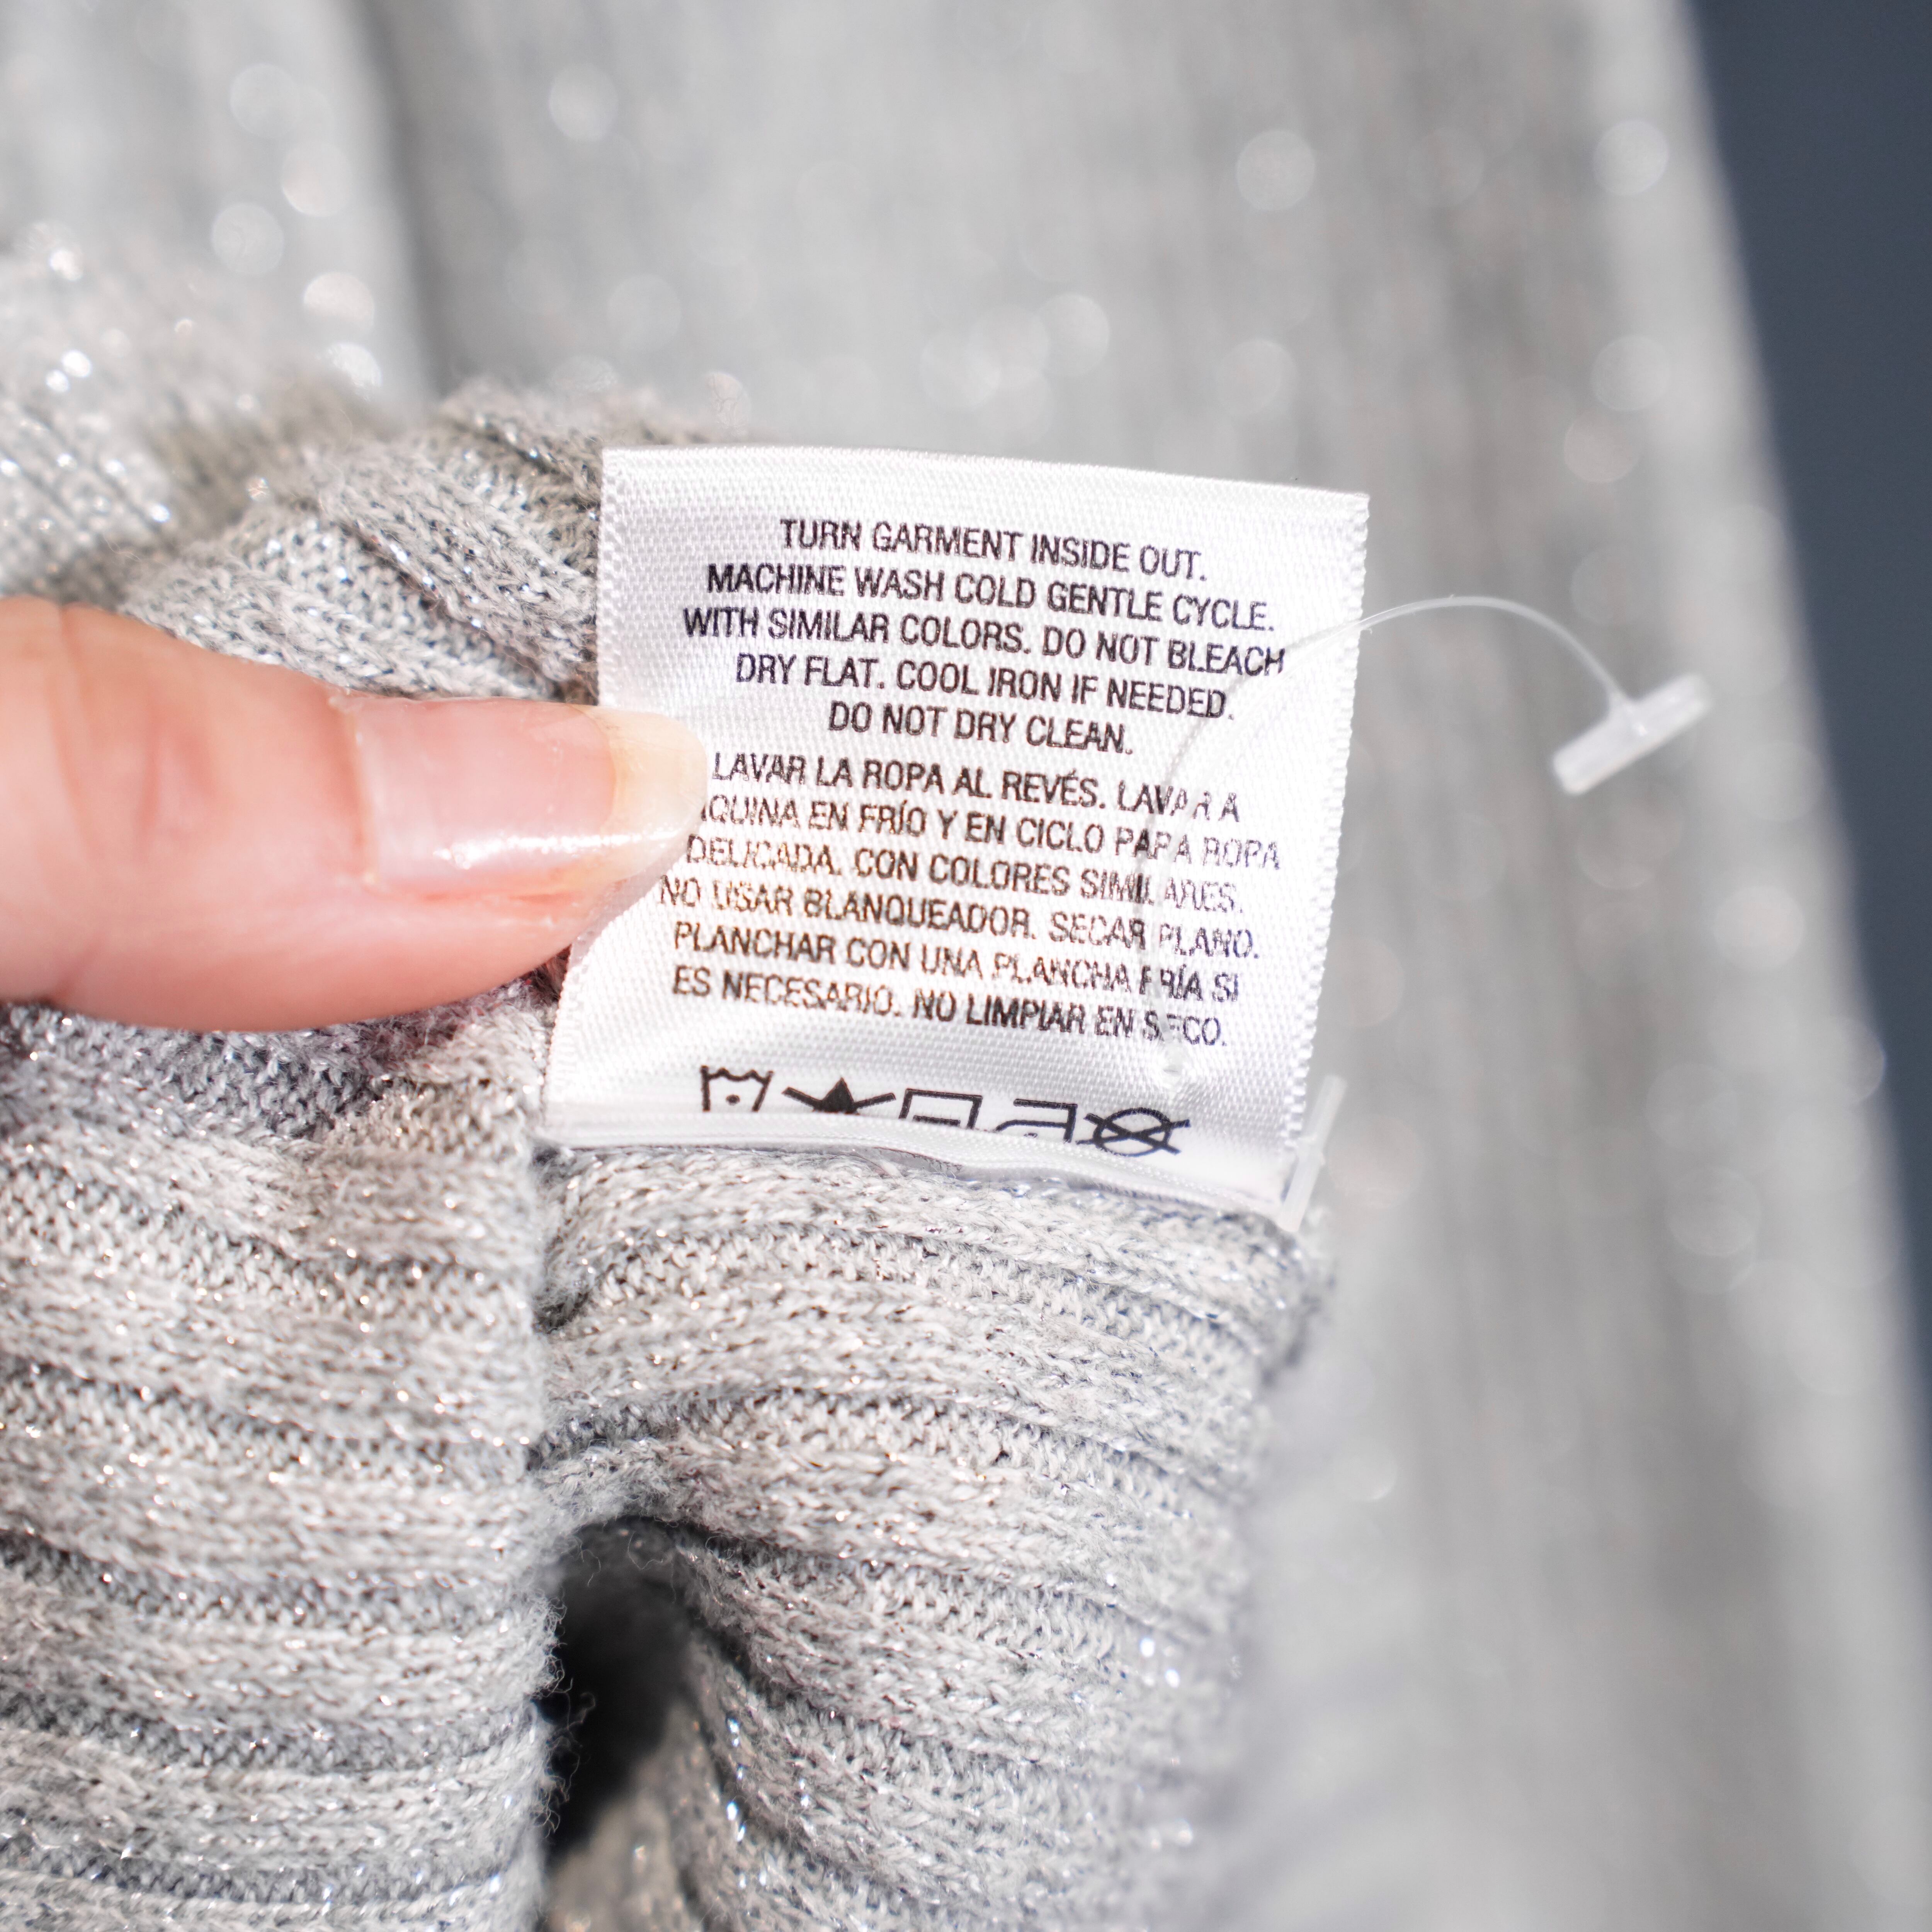 TURN GARMENT INSIDE OUT.
MACHINE WASH COLD GENTLE CYCLE.
WITH SIMILAR COLORS. DO NOT BLEACH
DRY FLAT. COOL IRON IF NEEDED.
DO NOT DRY CLEAN.
LAVAR LA ROPA AL REVÉS. LAVAR A
EN FRÍO Y EN CICLO PARA ROPA
DELICADA. CON COLORES SIMILARES.
NO USAR BLANQUEADOR. SECAR PLANO.
PLANCHAR CON UNA PLANCHA FRÍA SI
ES NECESARIO. NO LIMPIAR EN SECO.